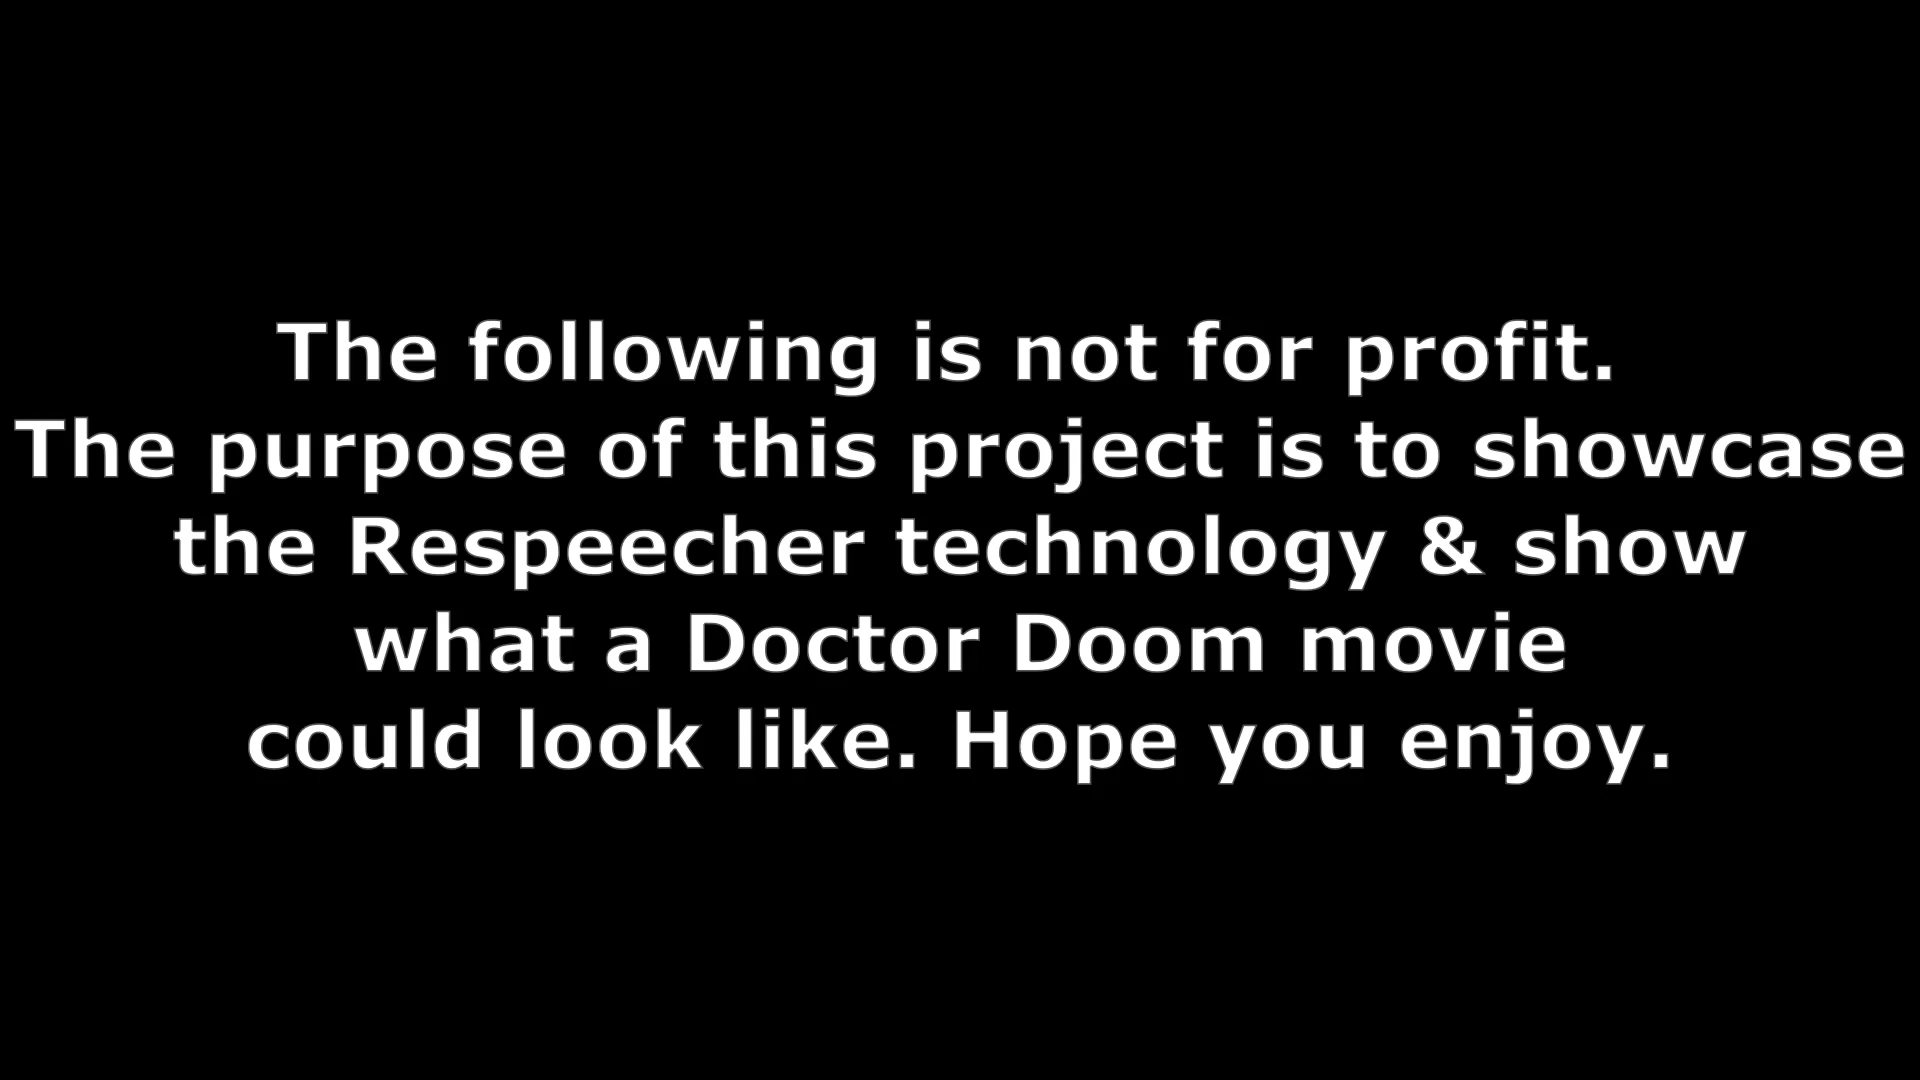 The following is not for profit.
The purpose of this project is to showcase
the Respeecher technology & show
what a Doctor Doom movie
could look like. Hope you enjoy.